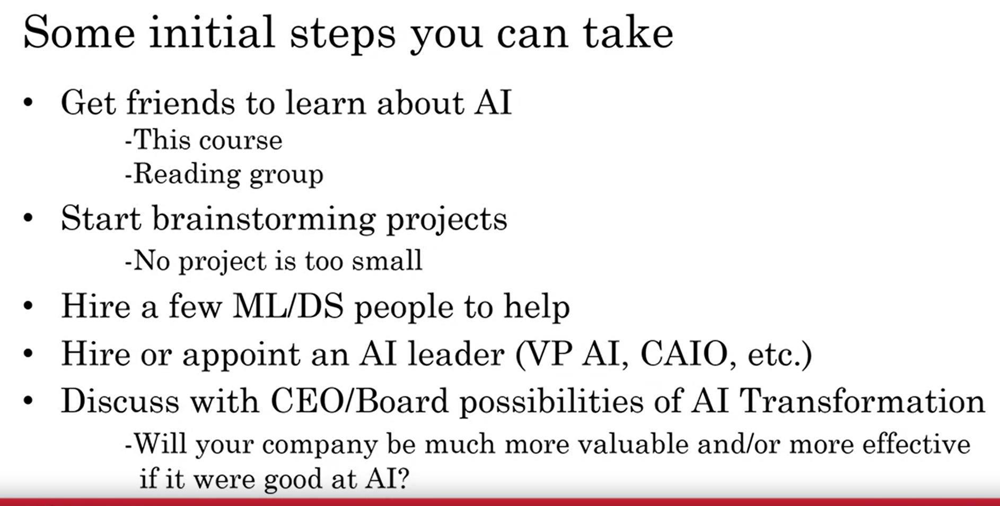 Some initial steps you can take
• Get friends to learn about AI
-This course
-Reading group
• Start brainstorming projects
-No project is too small
• Hire a few ML/DS people to help
• Hire or appoint an AI leader (VP AI, CAIO, etc.)
• Discuss with CEO/Board possibilities of AI Transformation
-Will your company be much more valuable and/or more effective
if it were good at AI?